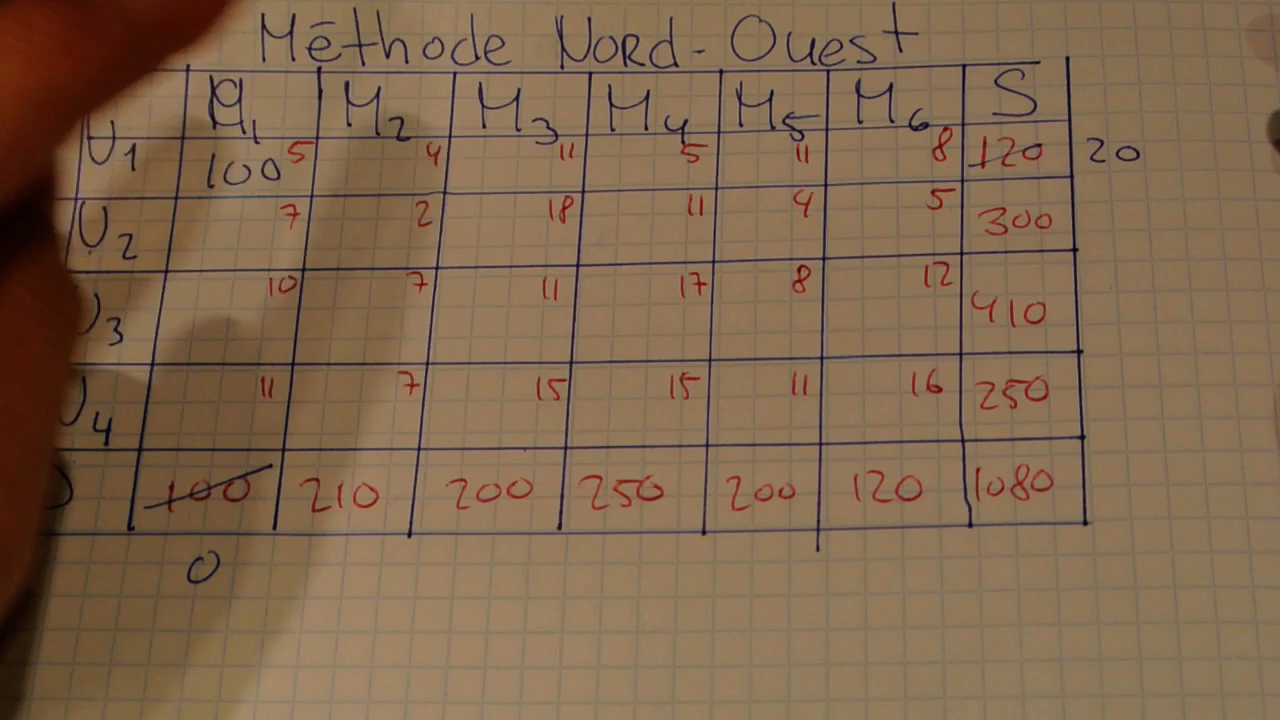 Méthode Nord-Ouest
M1 M2 M3 M4 M5 M6 S
U1 100 5 4 11 5 11 8 120 20
U2 7 2 18 11 4 5 300
U3 10 7 11 17 8 12 410
U4 11 7 15 15 11 16 250
D 100 210 200 250 200 120 1080
0